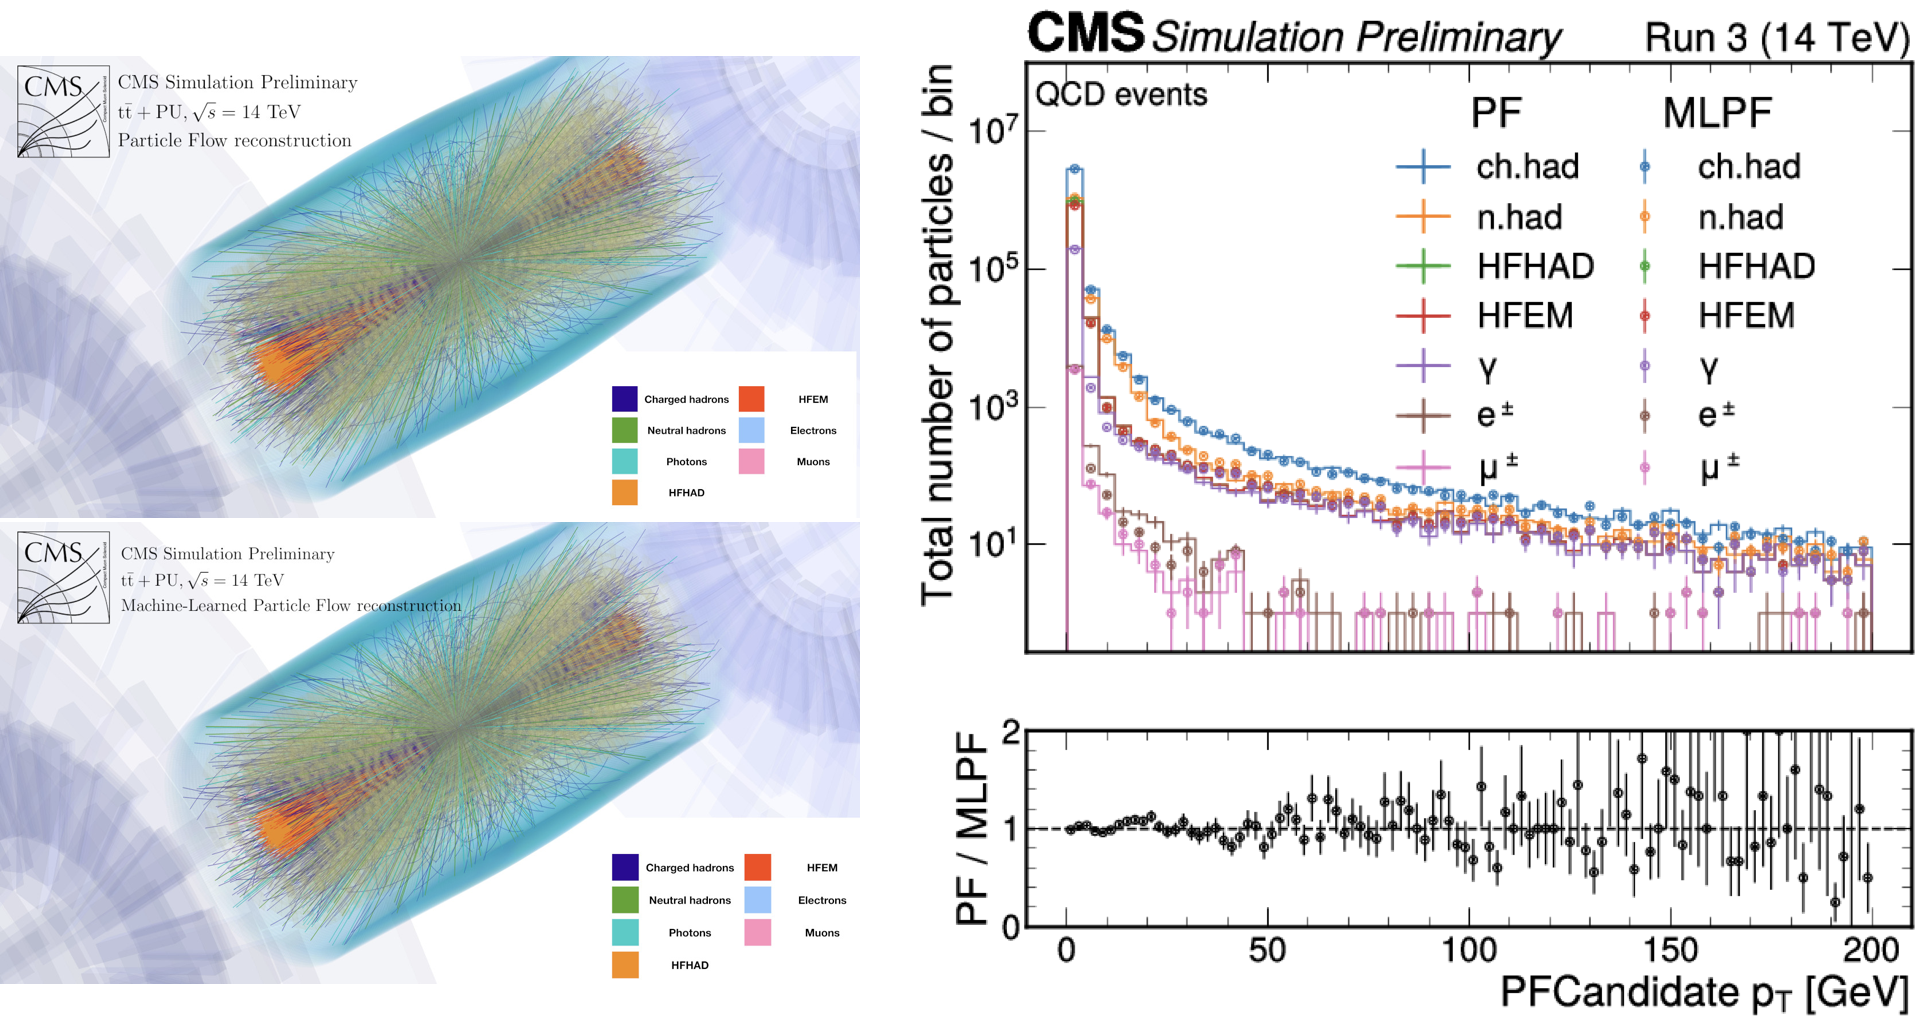 CMS
CMS Simulation Preliminary
tt̄ + PU, √s = 14 TeV
Particle Flow reconstruction
Charged hadrons
HFEM
Neutral hadrons
Electrons
Photons
Muons
HFHAD
CMS
CMS Simulation Preliminary
tt̄ + PU, √s = 14 TeV
Machine-Learned Particle Flow reconstruction
Charged hadrons
HFEM
Neutral hadrons
Electrons
Photons
Muons
HFHAD
CMS Simulation Preliminary
Run 3 (14 TeV)
QCD events
PF MLPF
ch.had ch.had
n.had n.had
HFHAD HFHAD
HFEM HFEM
γ γ
e± e±
μ± μ±
Total number of particles / bin
10⁷
10⁵
10³
10¹
PF / MLPF
2
1
0
0 50 100 150 200
PFCandidate pT [GeV]